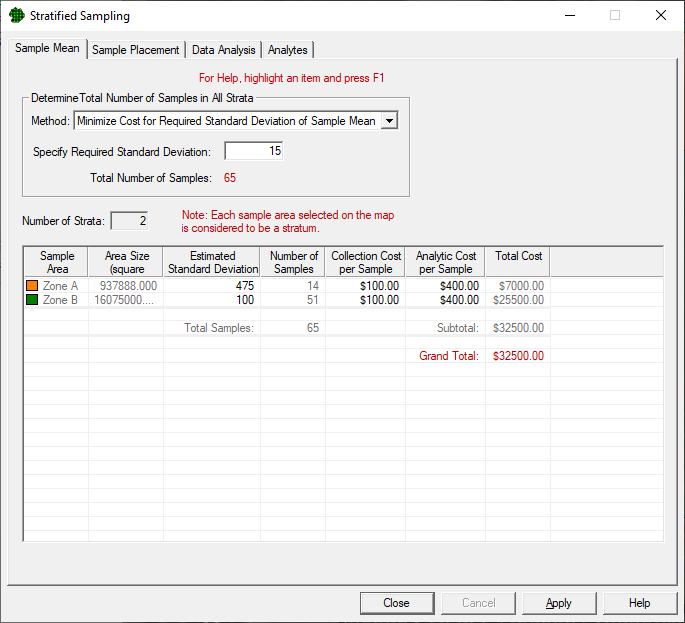 Stratified Sampling
Sample Mean Sample Placement Data Analysis Analytes
For Help, highlight an item and press F1
Determine Total Number of Samples in All Strata
Method: Minimize Cost for Required Standard Deviation of Sample Mean
Specify Required Standard Deviation: 15
Total Number of Samples: 65
Number of Strata: 2
Note: Each sample area selected on the map
is considered to be a stratum.
Sample Area Size Estimated Number of Collection Cost Analytic Cost Total Cost
Area (square Standard Deviation Samples per Sample per Sample
Zone A 937888.000 475 14 $100.00 $400.00 $7000.00
Zone B 16075000.... 100 51 $100.00 $400.00 $25500.00
Total Samples: 65 Subtotal: $32500.00
Grand Total: $32500.00
Close Cancel Apply Help